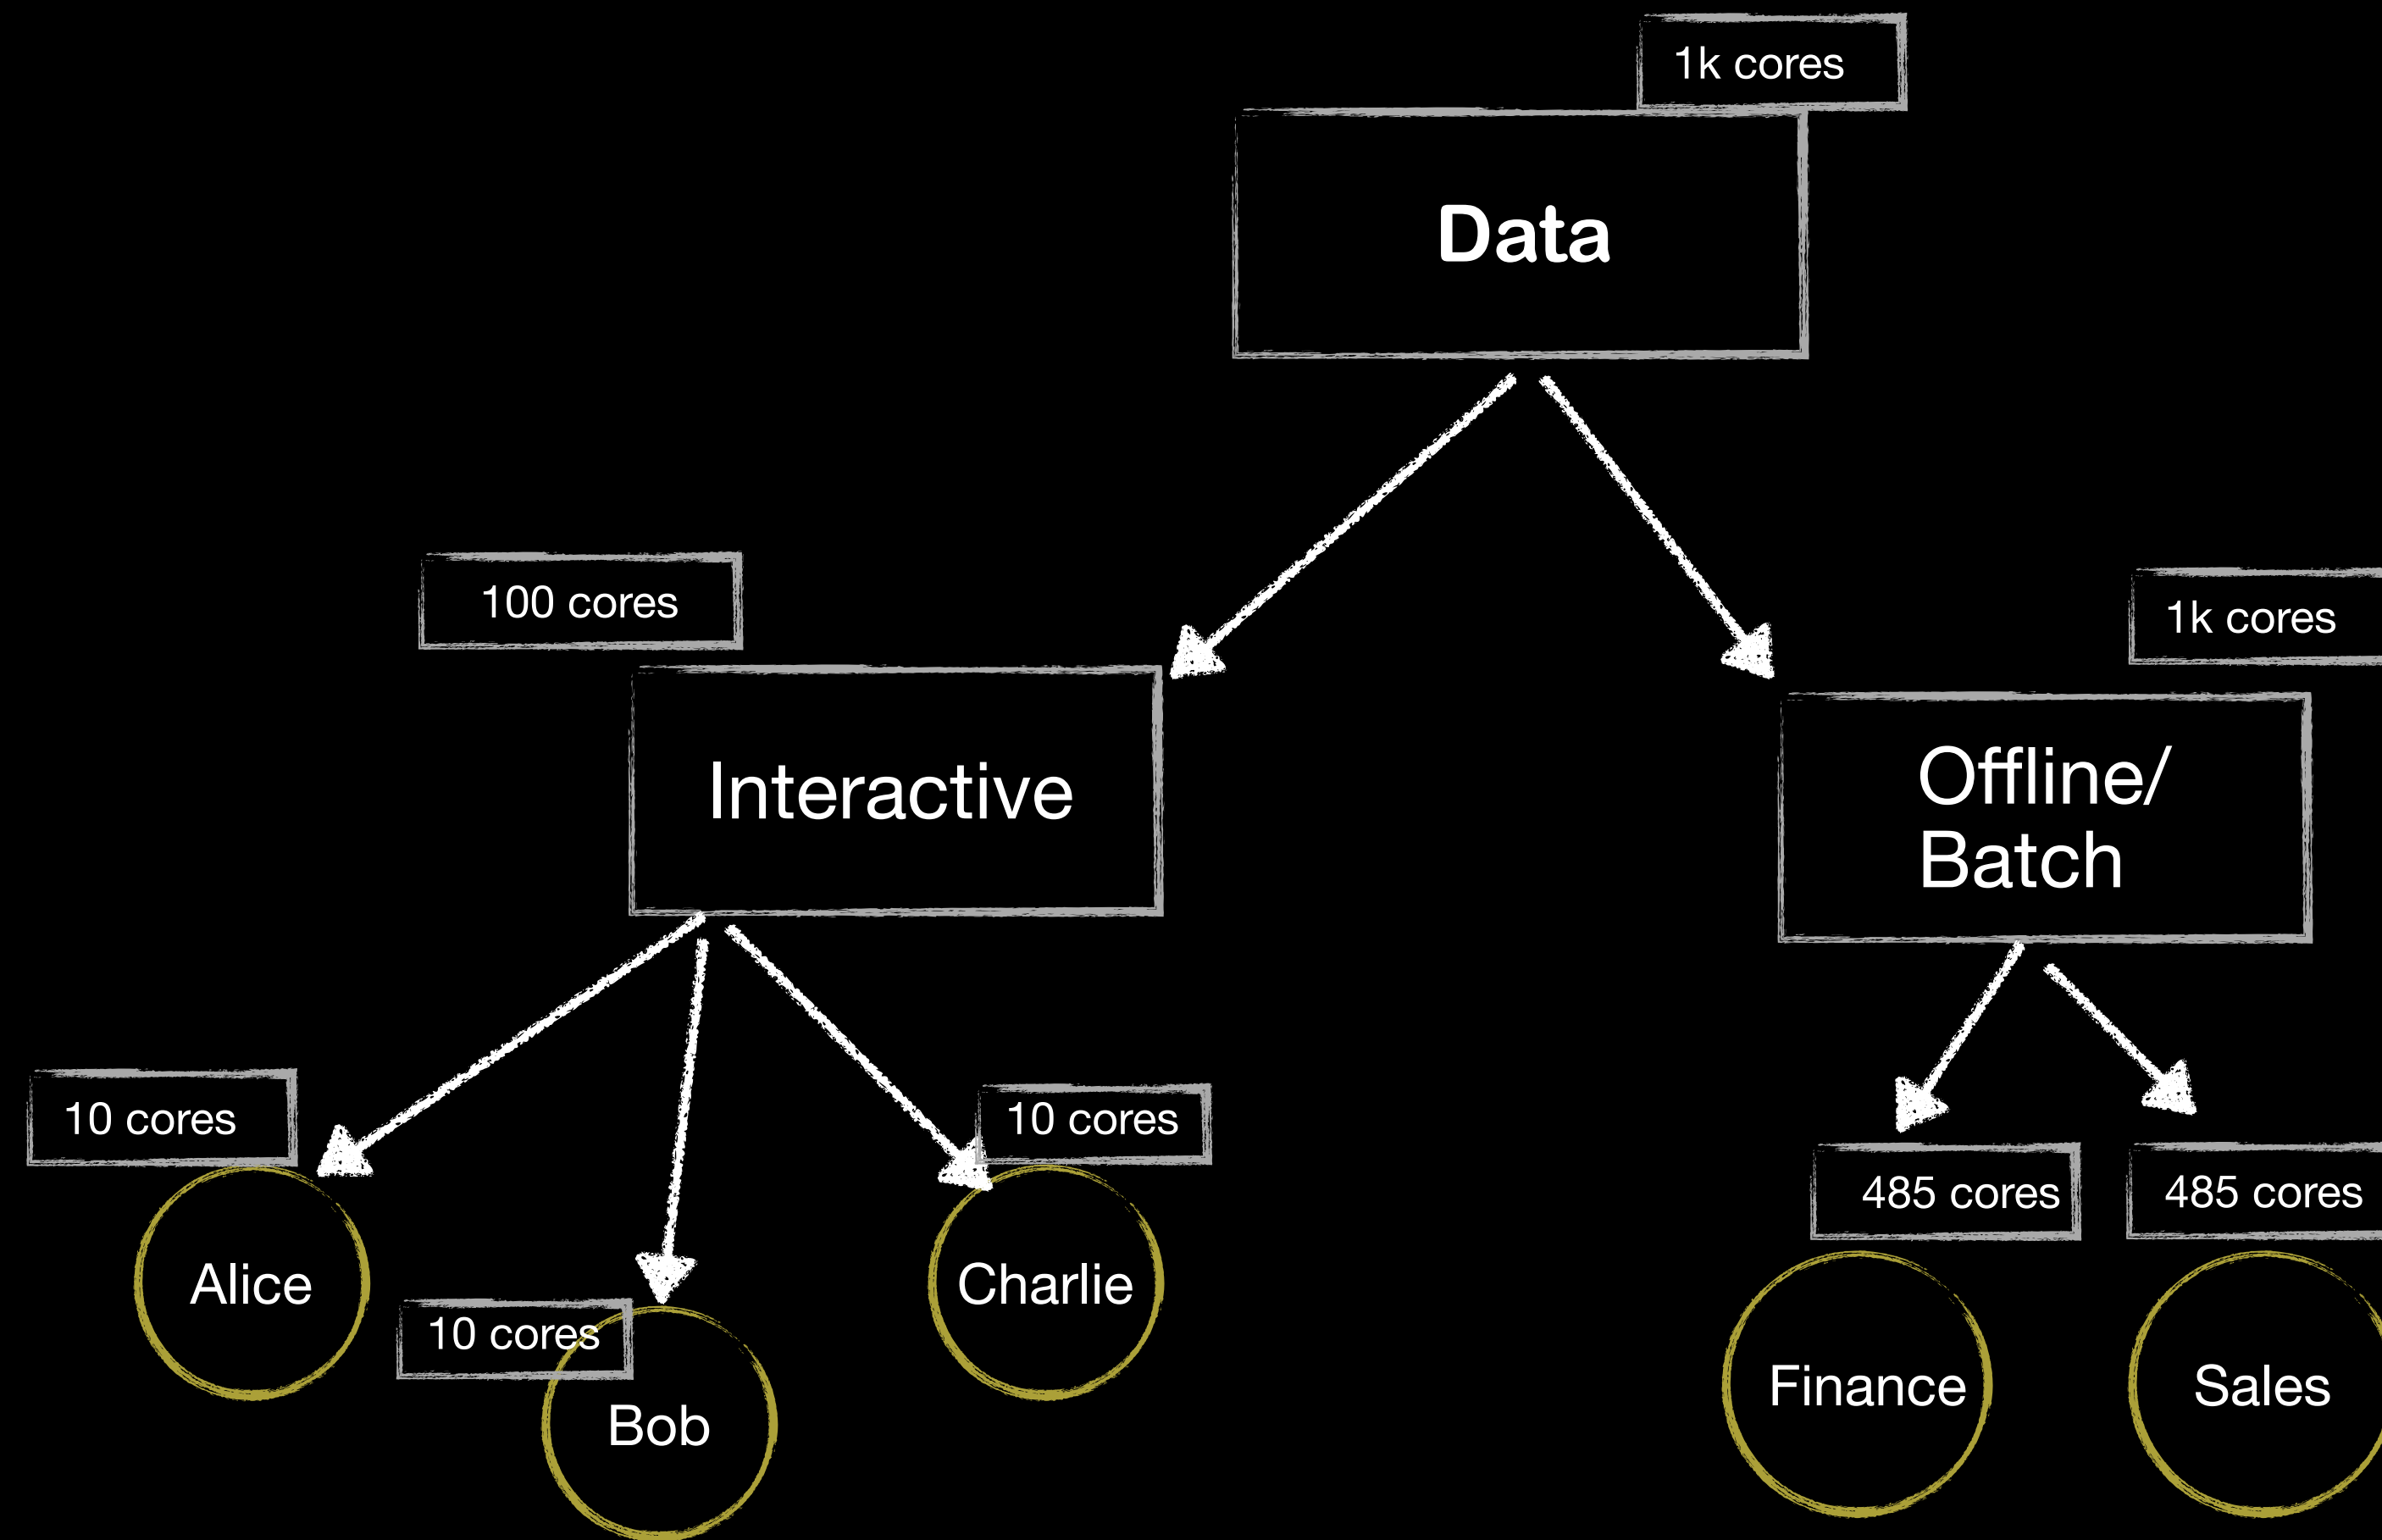 1k cores
Data
100 cores
1k cores
Interactive
Offline/
Batch
10 cores
10 cores
485 cores
485 cores
Alice
Charlie
10 cores
Bob
Finance
Sales